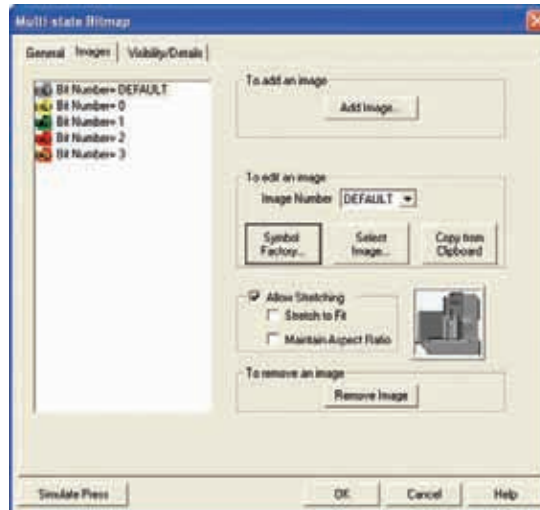 Multi-state Bitmap
General Images Visibility/Details
Bit Number= DEFAULT
Bit Number= 0
Bit Number= 1
Bit Number= 2
Bit Number= 3
To add an image
Add Image...
To edit an image
Image Number DEFAULT
Symbol Factory...
Select Image...
Copy from Clipboard
Allow Stretching
Stretch to Fit
Maintain Aspect Ratio
To remove an image
Remove Image
Simulate Press OK Cancel Help